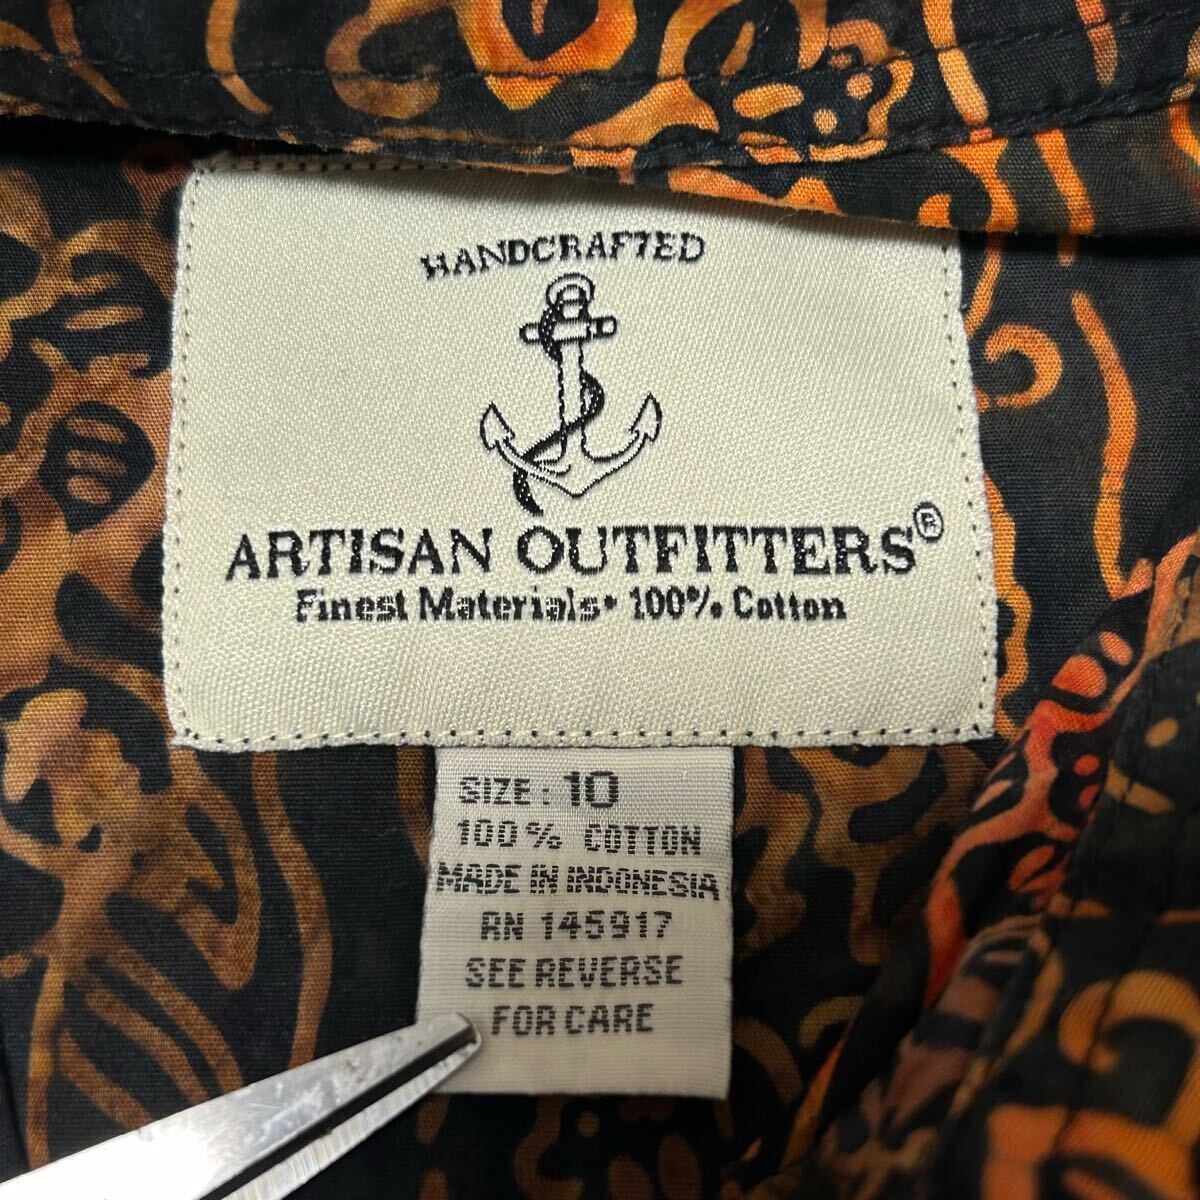 HANDCRAFTED
ARTISAN OUTFITTERS®
Finest Materials• 100% Cotton
SIZE: 10
100% COTTON
MADE IN INDONESIA
RN 145917
SEE REVERSE
FOR CARE